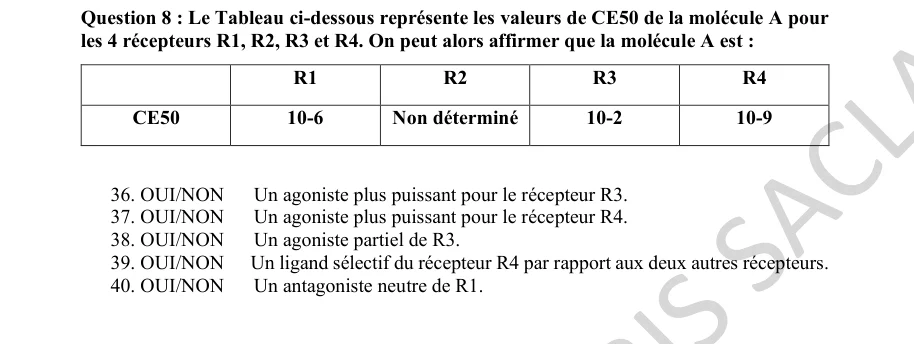 Question 8 : Le Tableau ci-dessous représente les valeurs de CE50 de la molécule A pour
les 4 récepteurs R1, R2, R3 et R4. On peut alors affirmer que la molécule A est :
R1 R2 R3 R4
CE50 10-6 Non déterminé 10-2 10-9
36. OUI/NON Un agoniste plus puissant pour le récepteur R3.
37. OUI/NON Un agoniste plus puissant pour le récepteur R4.
38. OUI/NON Un agoniste partiel de R3.
39. OUI/NON Un ligand sélectif du récepteur R4 par rapport aux deux autres récepteurs.
40. OUI/NON Un antagoniste neutre de R1.